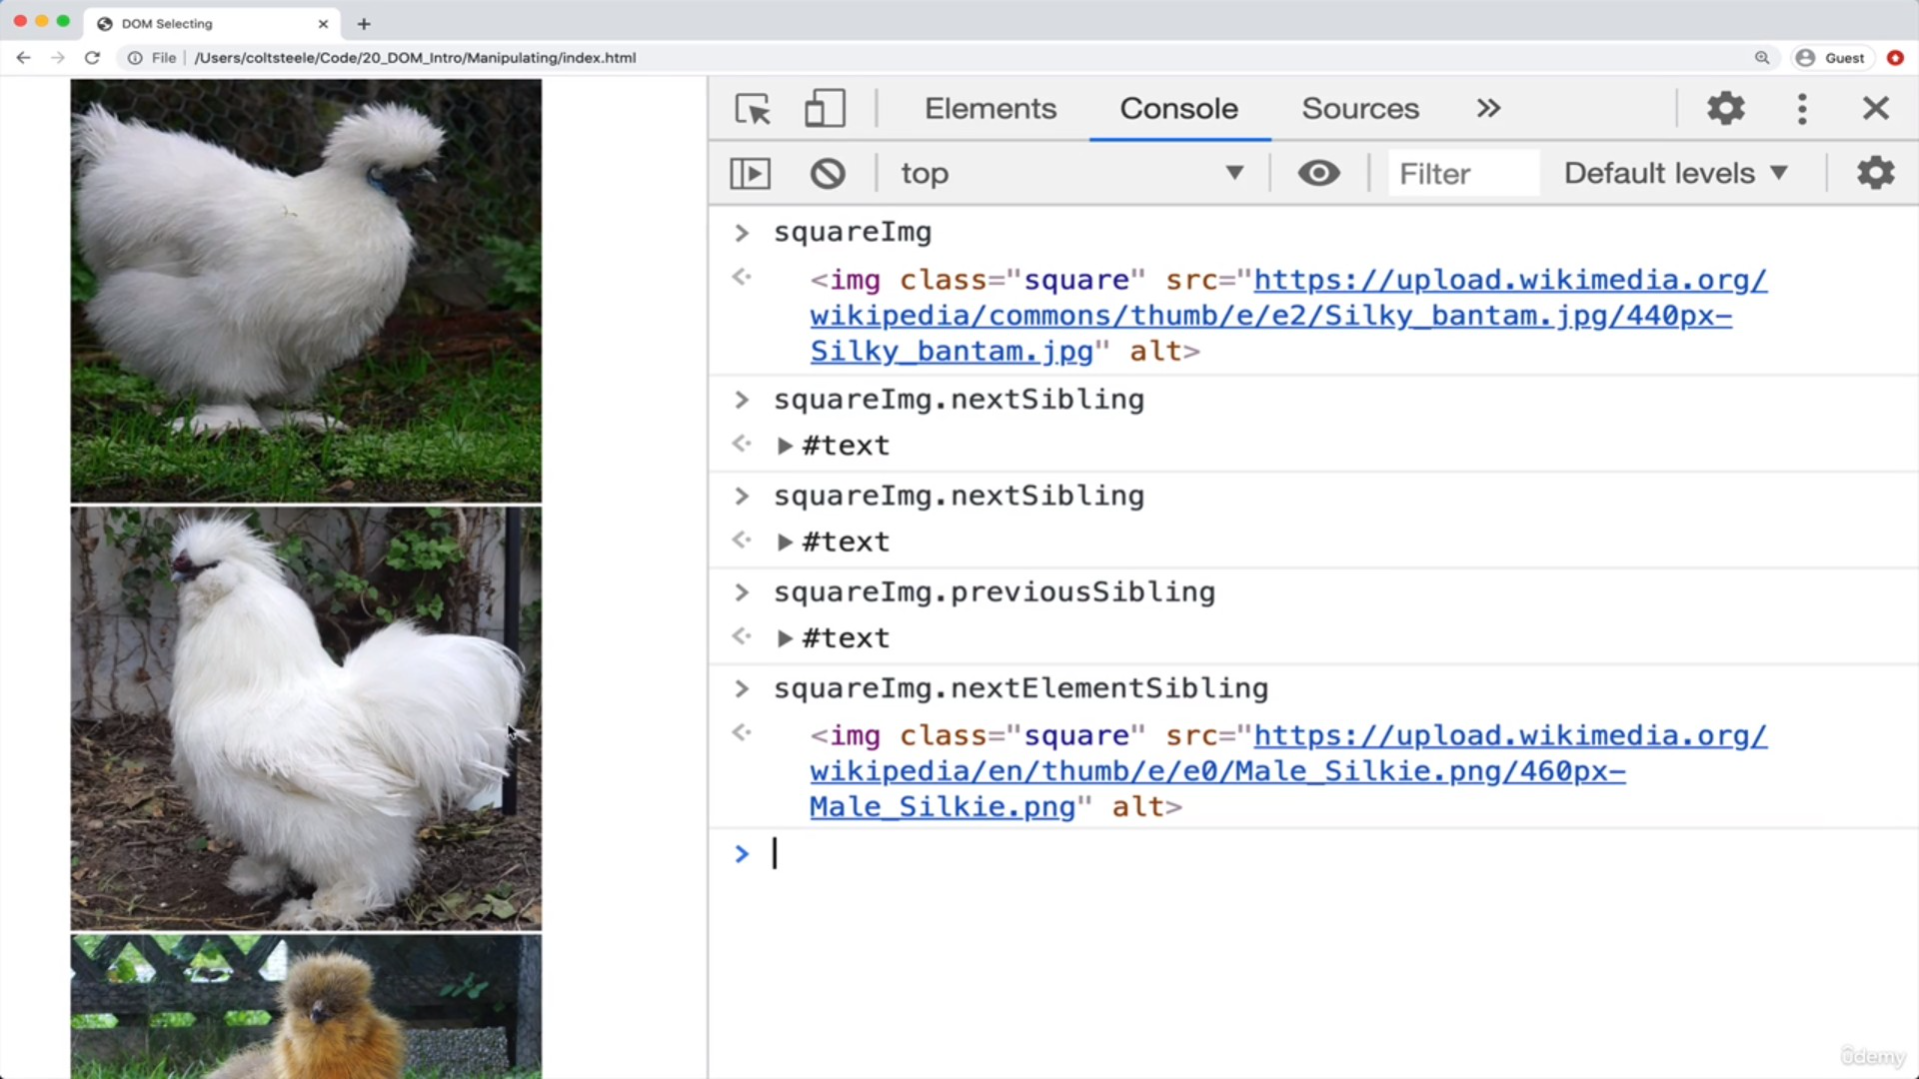 DOM Selecting
File
/Users/coltsteele/Code/20_DOM_Intro/Manipulating/index.html
Guest
Elements
Console
Sources
top
Filter
Default levels
squareImg
<img class="square" src="https://upload.wikimedia.org/
wikipedia/commons/thumb/e/e2/Silky_bantam.jpg/440px-
Silky_bantam.jpg" alt>
squareImg.nextSibling
#text
squareImg.nextSibling
#text
squareImg.previousSibling
#text
squareImg.nextElementSibling
<img class="square" src="https://upload.wikimedia.org/
wikipedia/en/thumb/e/e0/Male_Silkie.png/460px-
Male_Silkie.png" alt>
ûdemy